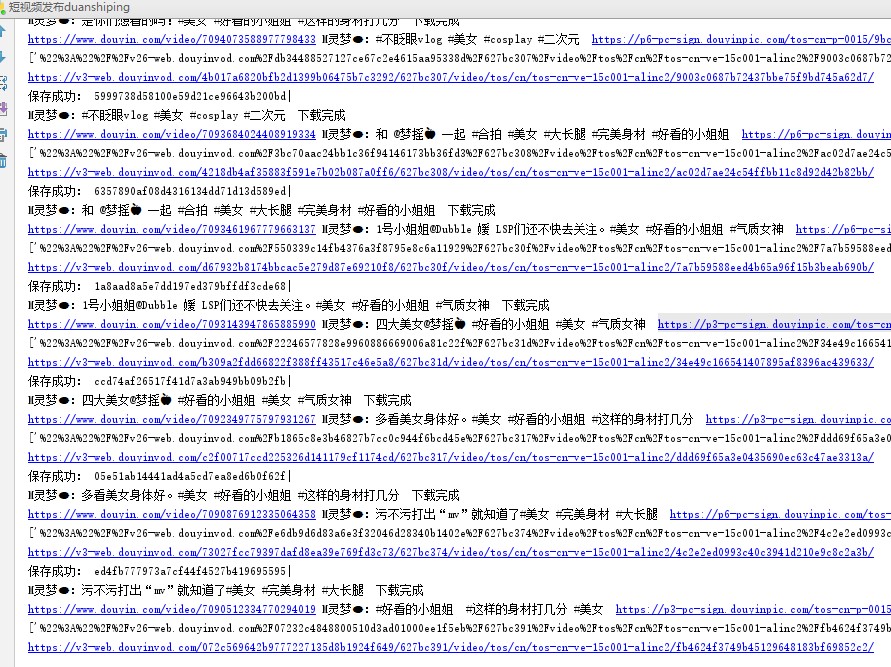 短视频发布duanshiping
M灵梦●：是你们想看的吗！#美女 #好看的小姐姐 #这样的身材打几分  下载完成
https://www.douyin.com/video/7094073588977798433 M灵梦●：#不眨眼vlog #美女 #cosplay #二次元  https://p6-pc-sign.douyinpic.com/tos-cn-p-0015/9bc
['%22%3A%22%2F%2Fv26-web.douyinvod.com%2Fdb34488527127ce67c2e4615aa95338d%2F627bc307%2Fvideo%2Ftos%2Fcn%2Ftos-cn-ve-15c001-alinc2%2F9003c0687b72
https://v3-web.douyinvod.com/4b017a6820bfb2d1399b06475b7c3292/627bc307/video/tos/cn/tos-cn-ve-15c001-alinc2/9003c0687b72437bbe75f9bd745a62d7/
保存成功： 5999738d58100e59d21ce96643b200bd|
M灵梦●：#不眨眼vlog #美女 #cosplay #二次元  下载完成
https://www.douyin.com/video/7093684024408919334 M灵梦●：和 @梦摇 一起 #合拍 #美女 #大长腿 #完美身材 #好看的小姐姐  https://p6-pc-sign.douyin
['%22%3A%22%2F%2Fv26-web.douyinvod.com%2F3bc70aac24bb1c36f94146173bb36fd3%2F627bc308%2Fvideo%2Ftos%2Fcn%2Ftos-cn-ve-15c001-alinc2%2Fac02d7ae24c5
https://v3-web.douyinvod.com/4218db4af35883f591e7b02b087a0ff6/627bc308/video/tos/cn/tos-cn-ve-15c001-alinc2/ac02d7ae24c54ffbb11c8d92d42b82bb/
保存成功： 6357890af08d4316134dd71d13d589ed|
M灵梦●：和 @梦摇 一起 #合拍 #美女 #大长腿 #完美身材 #好看的小姐姐  下载完成
https://www.douyin.com/video/7093461967779663137 M灵梦●：1号小姐姐@Dubble 媛 LSP们还不快去关注。#美女 #好看的小姐姐 #气质女神  https://p6-pc-si
['%22%3A%22%2F%2Fv26-web.douyinvod.com%2F550339c14fb4376a3f8795e8c6a11929%2F627bc30f%2Fvideo%2Ftos%2Fcn%2Ftos-cn-ve-15c001-alinc2%2F7a7b59588eed
https://v3-web.douyinvod.com/d67932b8174bbcac5e279d87e69210f8/627bc30f/video/tos/cn/tos-cn-ve-15c001-alinc2/7a7b59588eed4b65a96f15b3beab690b/
保存成功： 1a8aad8a5e7dd197ed379bffdf3cde68|
M灵梦●：1号小姐姐@Dubble 媛 LSP们还不快去关注。#美女 #好看的小姐姐 #气质女神  下载完成
https://www.douyin.com/video/7093143947865885990 M灵梦●：四大美女@梦摇 #好看的小姐姐 #美女 #气质女神  https://p3-pc-sign.douyinpic.com/tos-cn
['%22%3A%22%2F%2Fv26-web.douyinvod.com%2F22246577828e9960886669006a81c22f%2F627bc31d%2Fvideo%2Ftos%2Fcn%2Ftos-cn-ve-15c001-alinc2%2F34e49c166541
https://v3-web.douyinvod.com/b309a2fdd66822f388ff43517c46e5a8/627bc31d/video/tos/cn/tos-cn-ve-15c001-alinc2/34e49c166541407895af8396ac439633/
保存成功： ccd74af26517f41d7a3ab949bb09b2fb|
M灵梦●：四大美女@梦摇 #好看的小姐姐 #美女 #气质女神  下载完成
https://www.douyin.com/video/7092349775797931267 M灵梦●：多看美女身体好。#美女 #好看的小姐姐 #这样的身材打几分  https://p3-pc-sign.douyinpic.co
['%22%3A%22%2F%2Fv26-web.douyinvod.com%2Fb1865c8e3b46827b7cc0c944f6bcd45e%2F627bc317%2Fvideo%2Ftos%2Fcn%2Ftos-cn-ve-15c001-alinc2%2Fddd69f65a3e0
https://v3-web.douyinvod.com/c2f00717ccd225326d141179cf1174cd/627bc317/video/tos/cn/tos-cn-ve-15c001-alinc2/ddd69f65a3e0435690ec63c47ae3313a/
保存成功： 05e51ab14441ad4a5cd7ea8ed6b0f62f|
M灵梦●：多看美女身体好。#美女 #好看的小姐姐 #这样的身材打几分  下载完成
https://www.douyin.com/video/7090876912335064358 M灵梦●：污不污打出“mv”就知道了#美女 #完美身材 #大长腿  https://p6-pc-sign.douyinpic.com/tos-
['%22%3A%22%2F%2Fv26-web.douyinvod.com%2Fe6db9d6d83a6e3f32046d28340b1402e%2F627bc374%2Fvideo%2Ftos%2Fcn%2Ftos-cn-ve-15c001-alinc2%2F4c2e2ed0993c
https://v3-web.douyinvod.com/73027fcc79397dafd8ea39e769fd3c73/627bc374/video/tos/cn/tos-cn-ve-15c001-alinc2/4c2e2ed0993c40c3941d210e9c8c2a3b/
保存成功： ed4fb777973a7cf44f4527b419695595|
M灵梦●：污不污打出“mv”就知道了#美女 #完美身材 #大长腿  下载完成
https://www.douyin.com/video/7090512334770294019 M灵梦●：#好看的小姐姐  #这样的身材打几分 #美女  https://p3-pc-sign.douyinpic.com/tos-cn-p-0015
['%22%3A%22%2F%2Fv26-web.douyinvod.com%2F07232c4848800510d3ad01000ee1f5eb%2F627bc391%2Fvideo%2Ftos%2Fcn%2Ftos-cn-ve-15c001-alinc2%2Ffb4624f3749b
https://v3-web.douyinvod.com/072c569642b9777227135d8b1924f649/627bc391/video/tos/cn/tos-cn-ve-15c001-alinc2/fb4624f3749b45129648183bf69852c2/